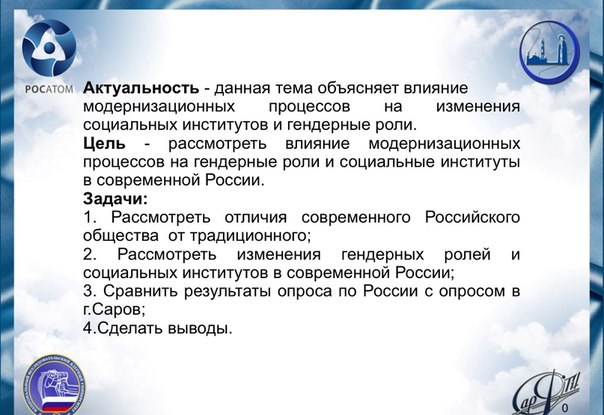 РОСАТОМ
Актуальность - данная тема объясняет влияние
модернизационных процессов на изменения
социальных институтов и гендерные роли.
Цель - рассмотреть влияние модернизационных
процессов на гендерные роли и социальные институты
в современной России.
Задачи:
1. Рассмотреть отличия современного Российского
общества от традиционного;
2. Рассмотреть изменения гендерных ролей и
социальных институтов в современной России;
3. Сравнить результаты опроса по России с опросом в
г.Саров;
4.Сделать выводы.
СарФТИ
0